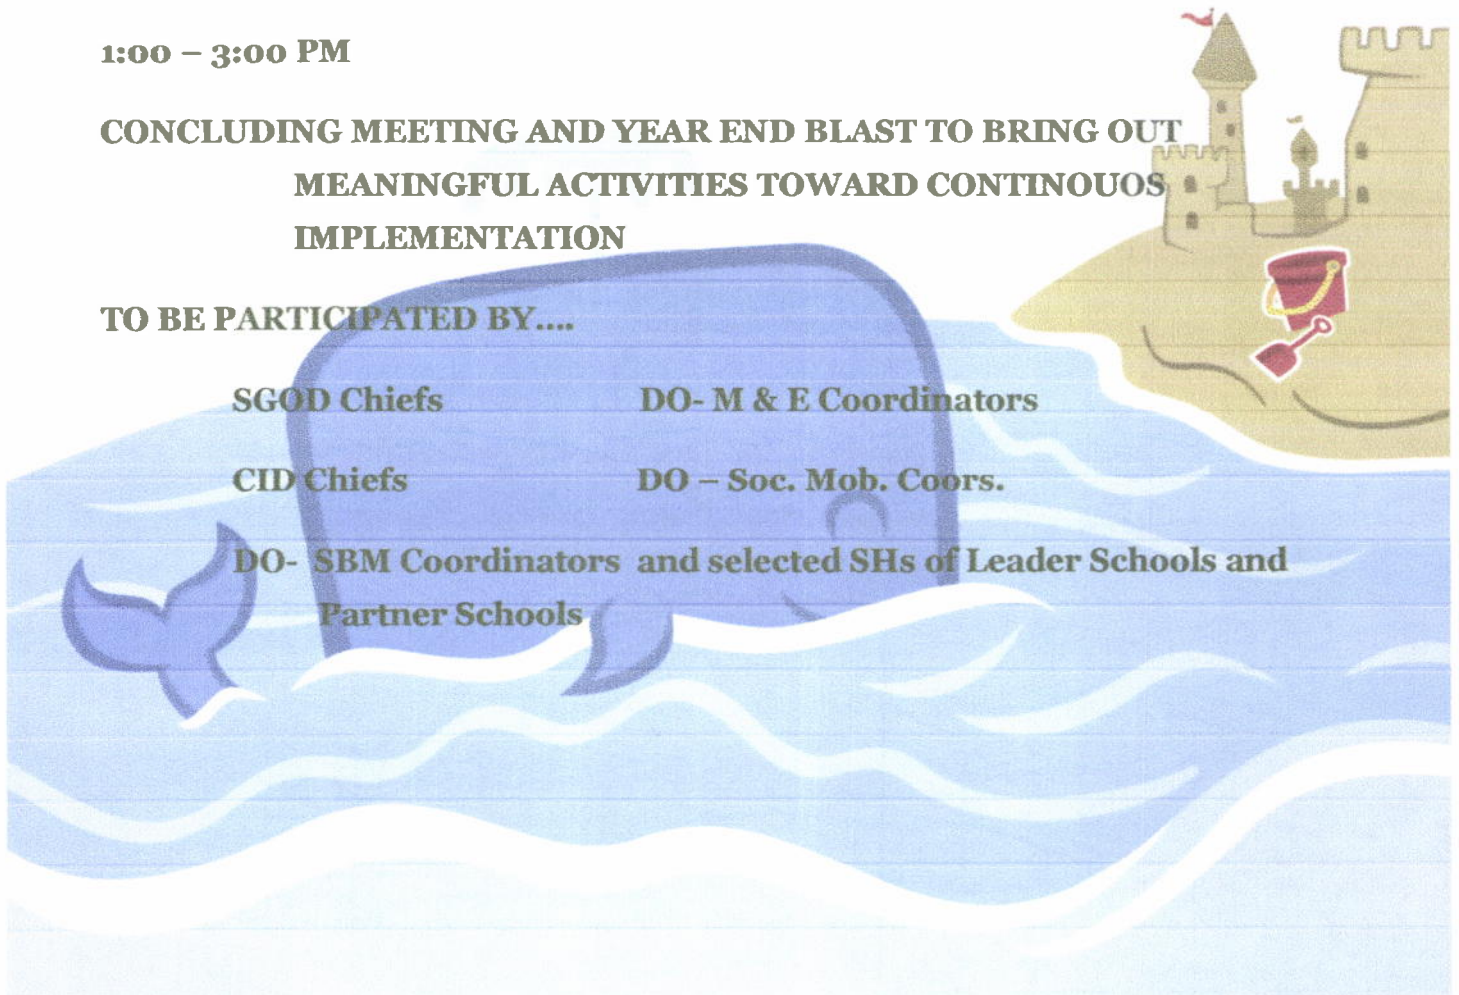 1:00 – 3:00 PM
CONCLUDING MEETING AND YEAR END BLAST TO BRING OUT
MEANINGFUL ACTIVITIES TOWARD CONTINOUOS
IMPLEMENTATION
TO BE PARTICIPATED BY....
SGOD Chiefs DO- M & E Coordinators
CID Chiefs DO – Soc. Mob. Coors.
DO- SBM Coordinators and selected SHs of Leader Schools and
Partner Schools